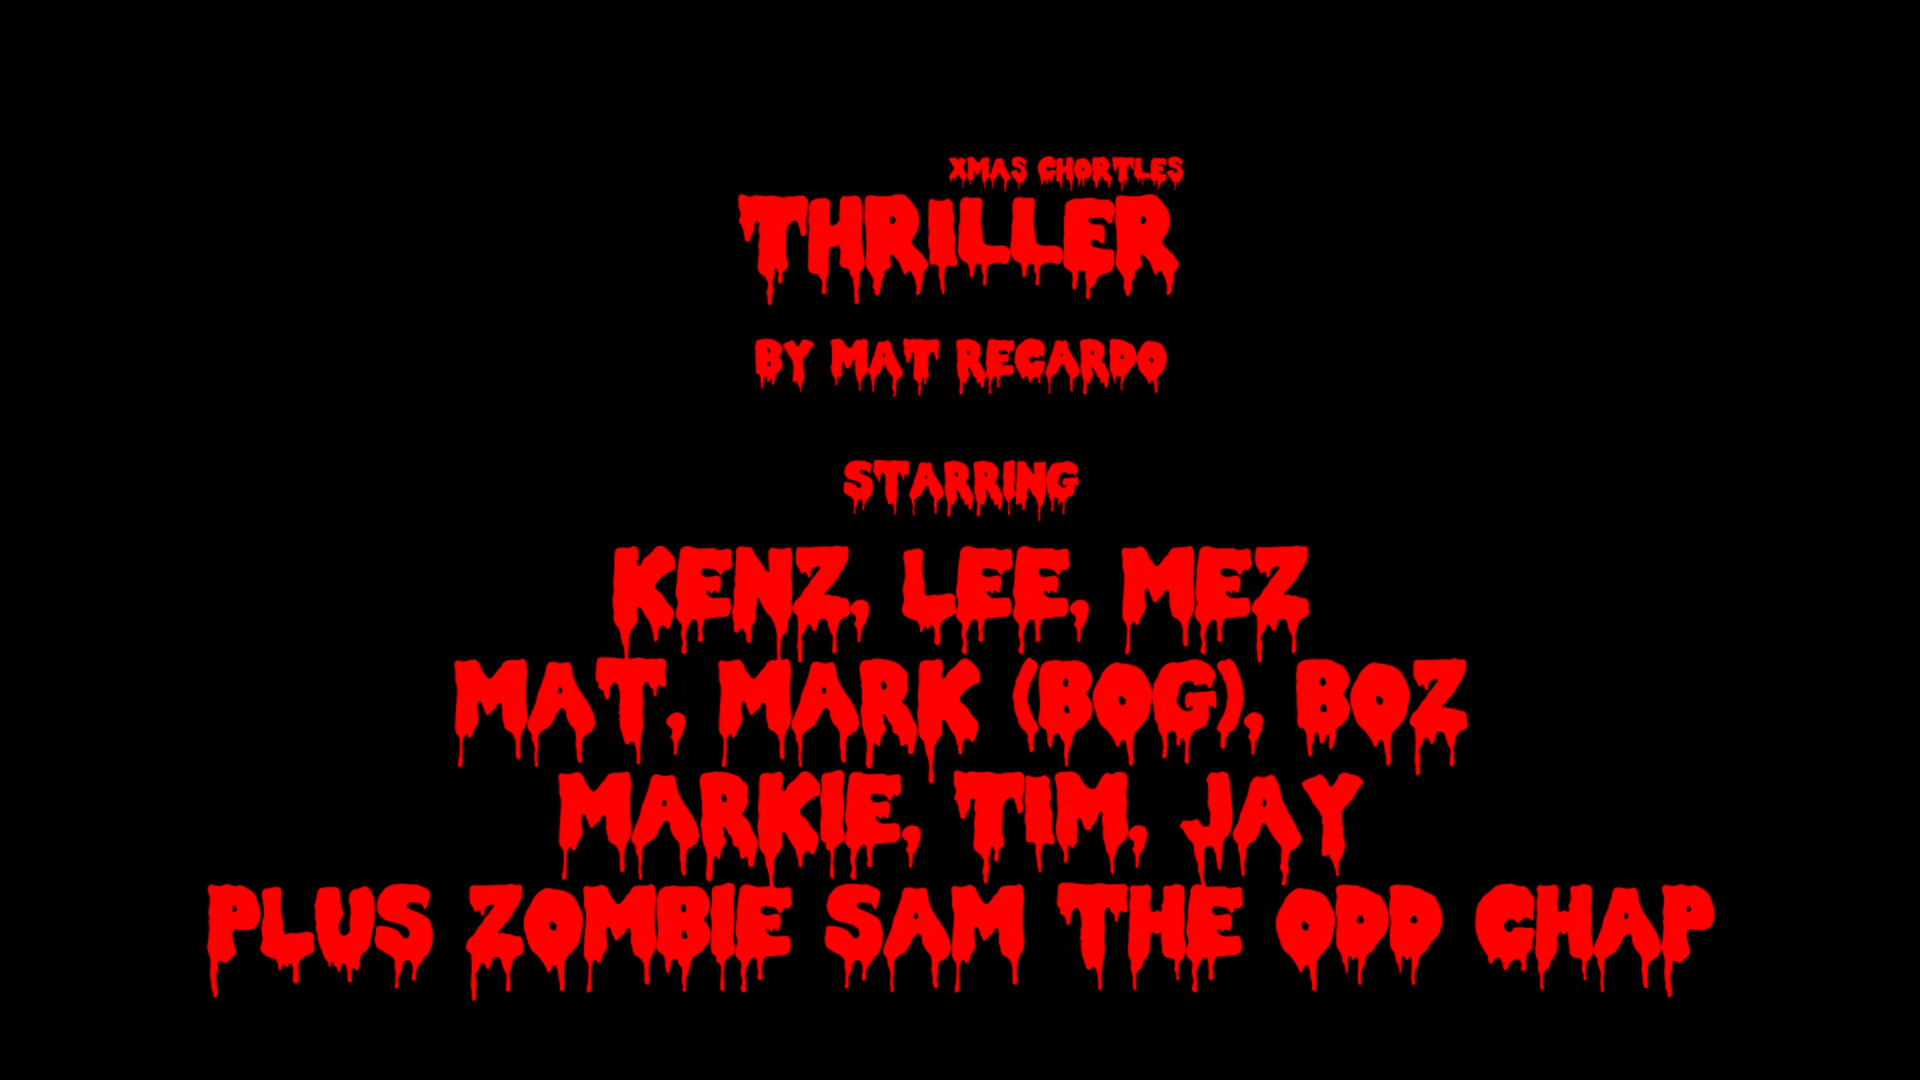 XMAS CHORTLES
THRILLER
BY MAT RECARDO
STARRING
KENZ, LEE, MEZ
MAT, MARK (BOG), BOZ
MARKIE, TIM, JAY
PLUS ZOMBIE SAM THE ODD CHAP